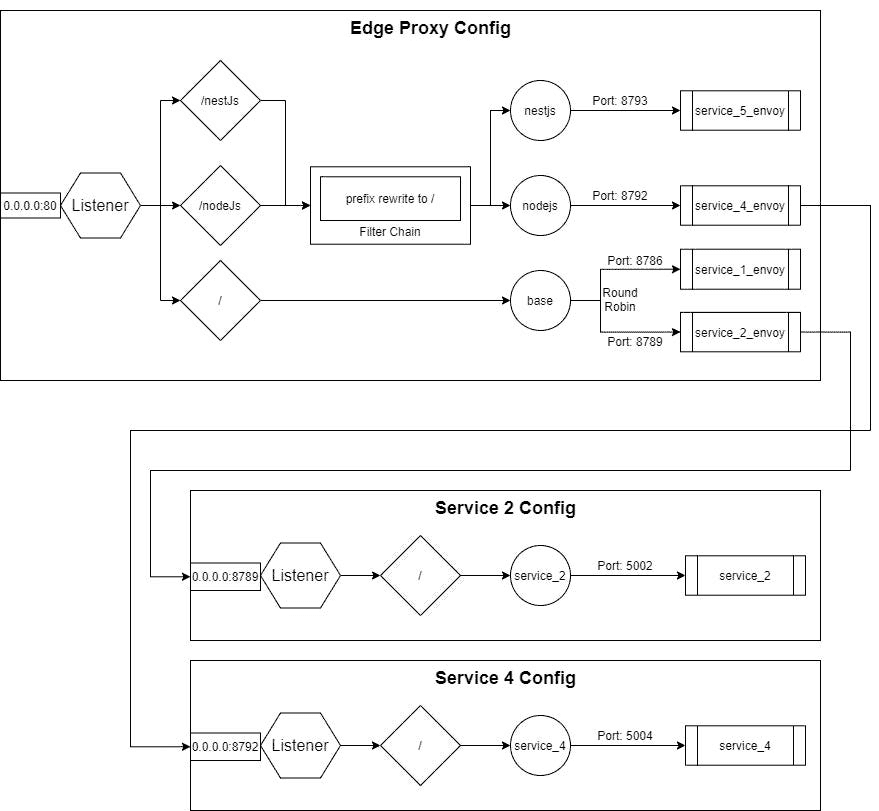 Edge Proxy Config
/nestJs
nestjs
Port: 8793
service_5_envoy
0.0.0.0:80
Listener
/nodeJs
prefix rewrite to /
Filter Chain
nodejs
Port: 8792
service_4_envoy
/
base
Round
Robin
Port: 8786
service_1_envoy
Port: 8789
service_2_envoy
Service 2 Config
0.0.0.0:8789
Listener
/
service_2
Port: 5002
service_2
Service 4 Config
0.0.0.0:8792
Listener
/
service_4
Port: 5004
service_4